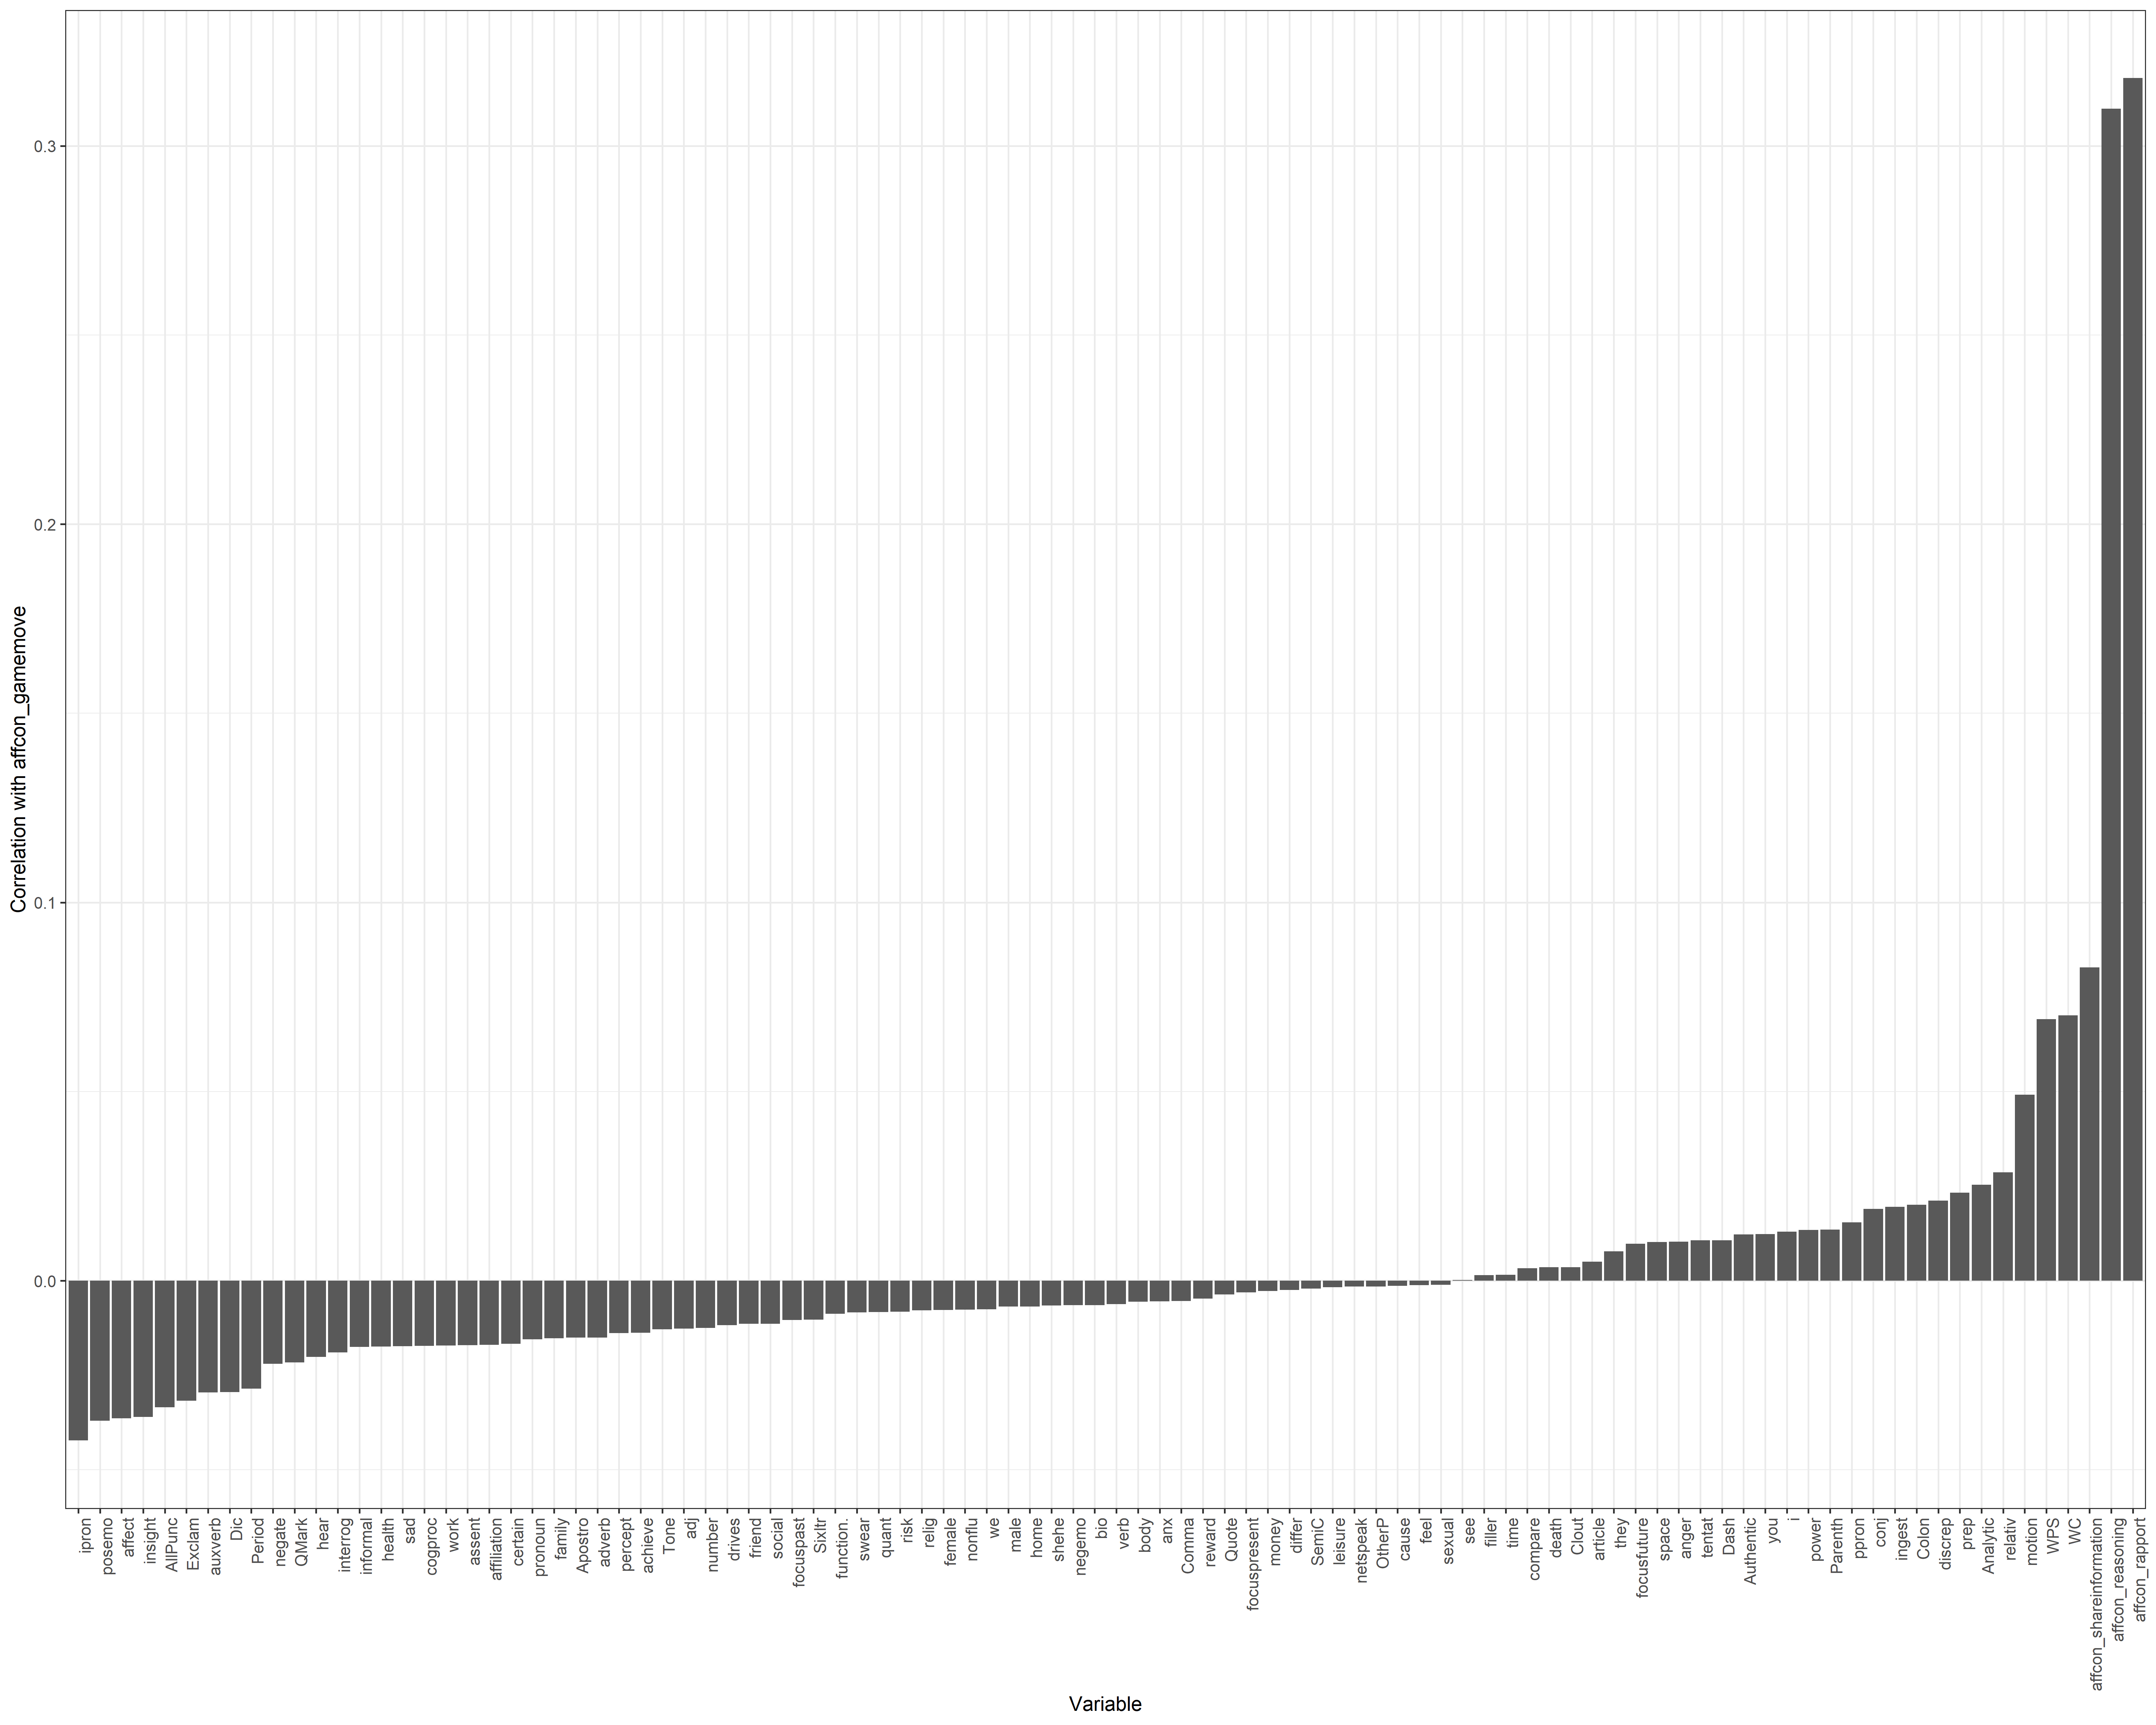 Correlation with affcon_gamemove
0.3
0.2
0.1
0.0
ipron
posemo
affect
insight
AllPunc
Exclam
auxverb
Dic
Period
negate
QMark
hear
interrog
informal
health
sad
cogproc
work
assent
affiliation
certain
pronoun
family
Apostro
adverb
percept
achieve
Tone
adj
number
drives
friend
social
focuspast
Sixltr
function.
swear
quant
risk
relig
female
nonflu
we
male
home
shehe
negemo
bio
verb
body
anx
Comma
reward
Quote
focuspresent
money
differ
SemiC
leisure
netspeak
OtherP
cause
feel
sexual
see
filler
time
compare
death
Clout
article
they
focusfuture
space
anger
tentat
Dash
Authentic
you
i
power
Parenth
ppron
conj
ingest
Colon
discrep
prep
Analytic
relativ
motion
WPS
WC
affcon_shareinformation
affcon_reasoning
affcon_rapport
Variable